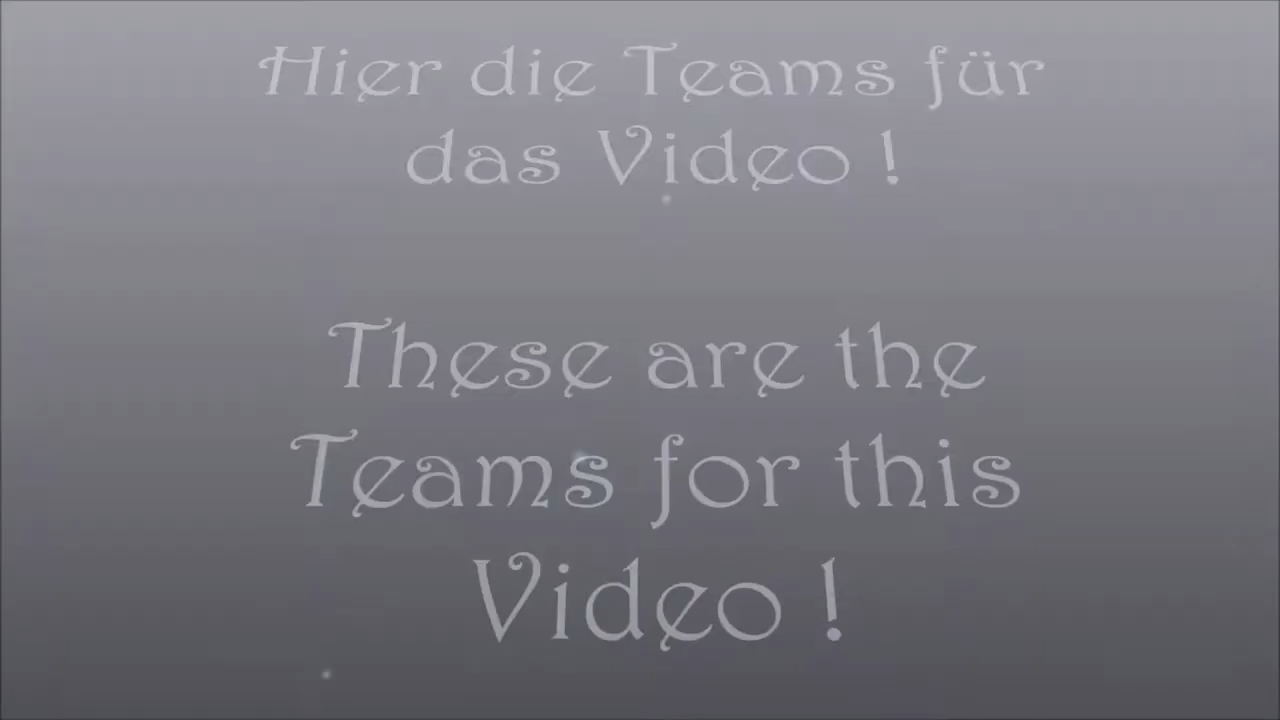 Hier die Teams für
das Video !
These are the
Teams for this
Video !